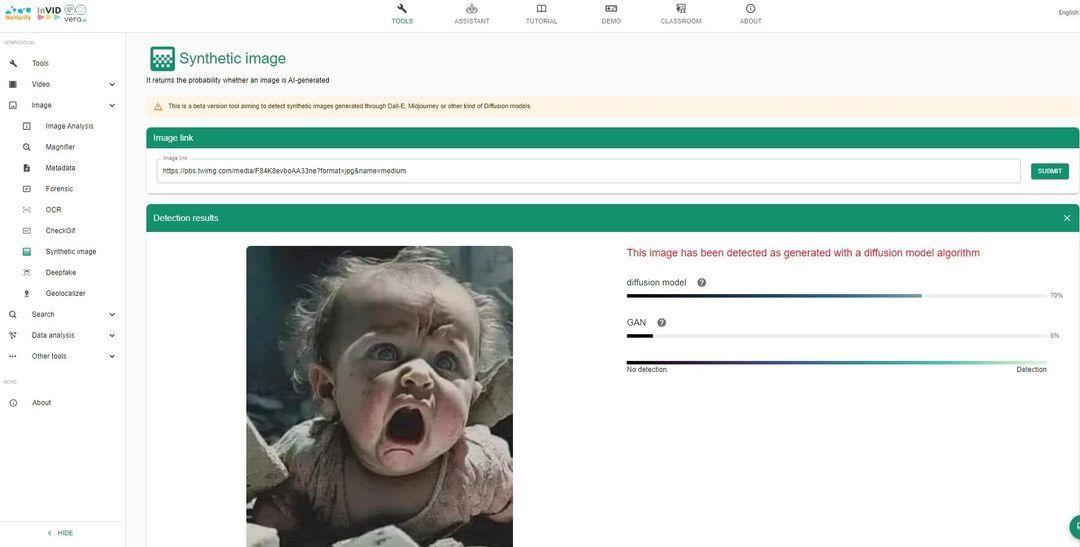 WeVerify
InVID
vera.ai
TOOLS
ASSISTANT
TUTORIAL
DEMO
CLASSROOM
ABOUT
English
VERIFICATION
Tools
Video
Image
Image Analysis
Magnifier
Metadata
Forensic
OCR
CheckGif
Synthetic image
Deepfake
Geolocalizer
Search
Data analysis
Other tools
MORE
About
HIDE
Synthetic image
It returns the probability whether an image is AI-generated
This is a beta version tool aiming to detect synthetic images generated through Dall-E, Midjourney or other kind of Diffusion models.
Image link
Image link
https://pbs.twimg.com/media/F84K8evboAA33ne?format=jpg&name=medium
SUBMIT
Detection results
This image has been detected as generated with a diffusion model algorithm
diffusion model
70%
GAN
6%
No detection
Detection